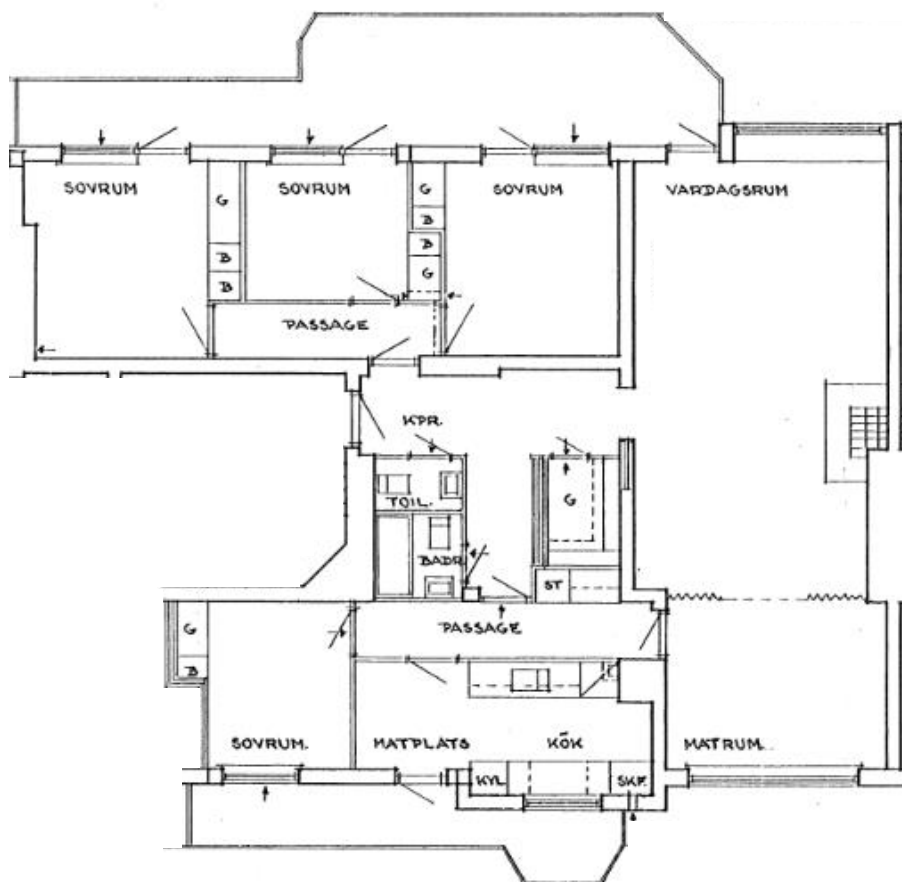 SOVRUM
SOVRUM
SOVRUM
VARDAGSRUM
G
G
B
B
B
B
G
PASSAGE
KPR.
TOIL.
G
BADR.
ST
PASSAGE
G
B
SOVRUM.
MATPLATS
KÖK
MATRUM.
KYL
SKF.